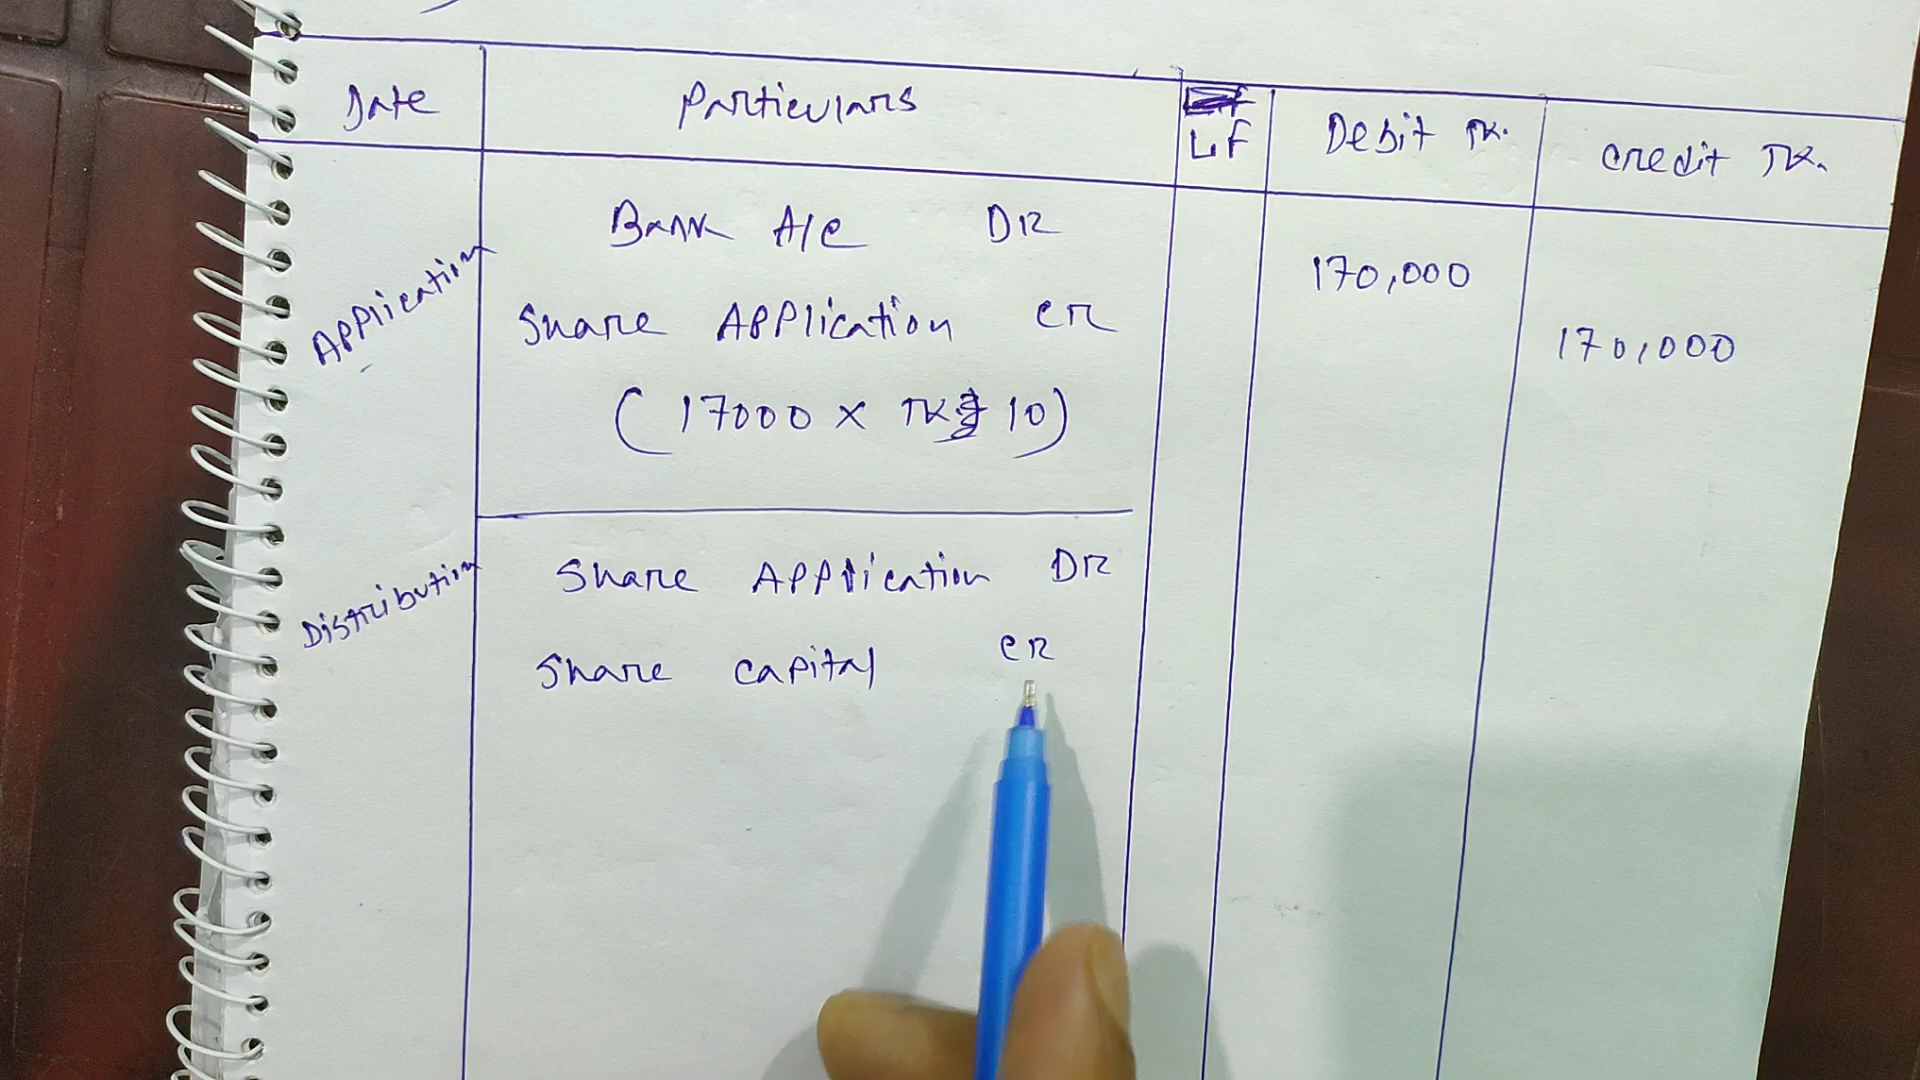 Date Particulars LF Debit TK. Credit TK.
Application
Bank A/C DR 170,000
Share Application Cr 170,000
(17000 × TK 10)
Distribution
Share Application DR
Share capital CR